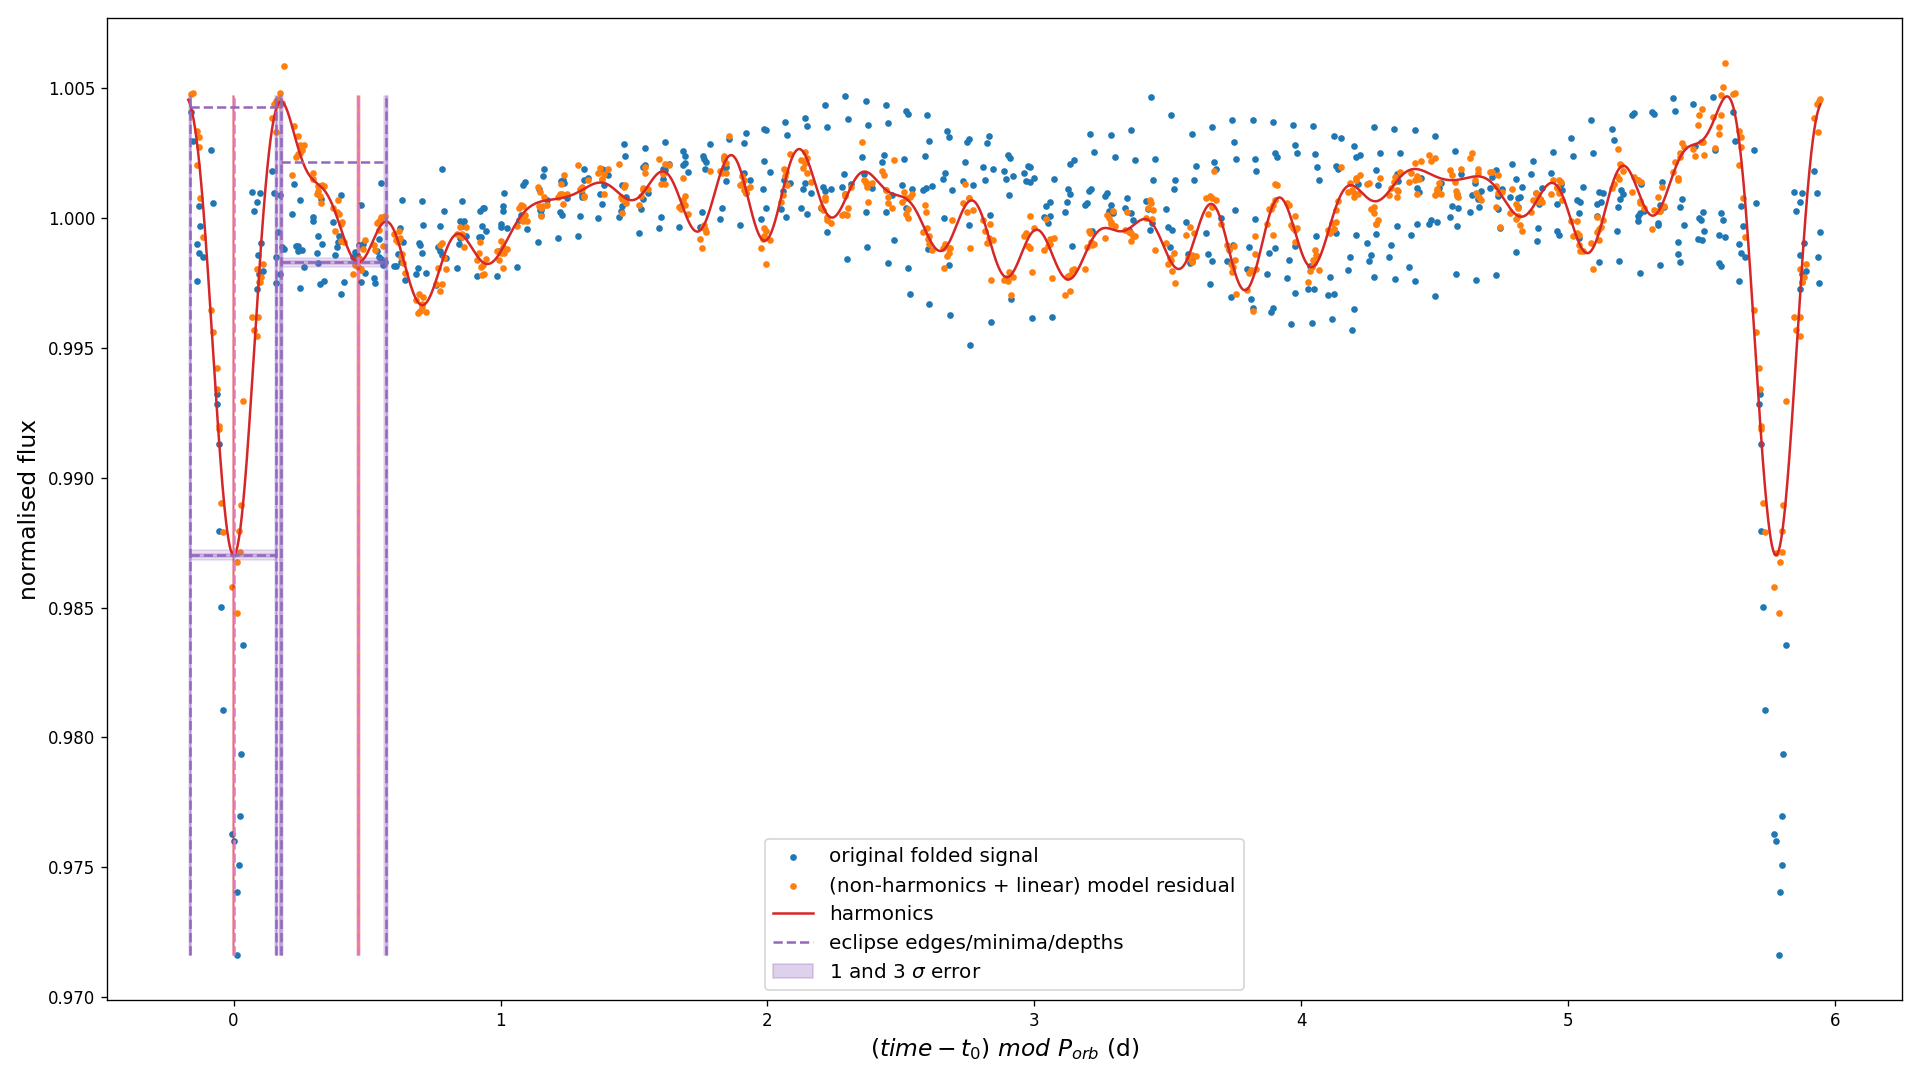 1.005
1.000
0.995
0.990
0.985
0.980
0.975
0.970
normalised flux
0 1 2 3 4 5 6
(time − t₀) mod Pₒᵣᵦ (d)
original folded signal
(non-harmonics + linear) model residual
harmonics
eclipse edges/minima/depths
1 and 3 σ error